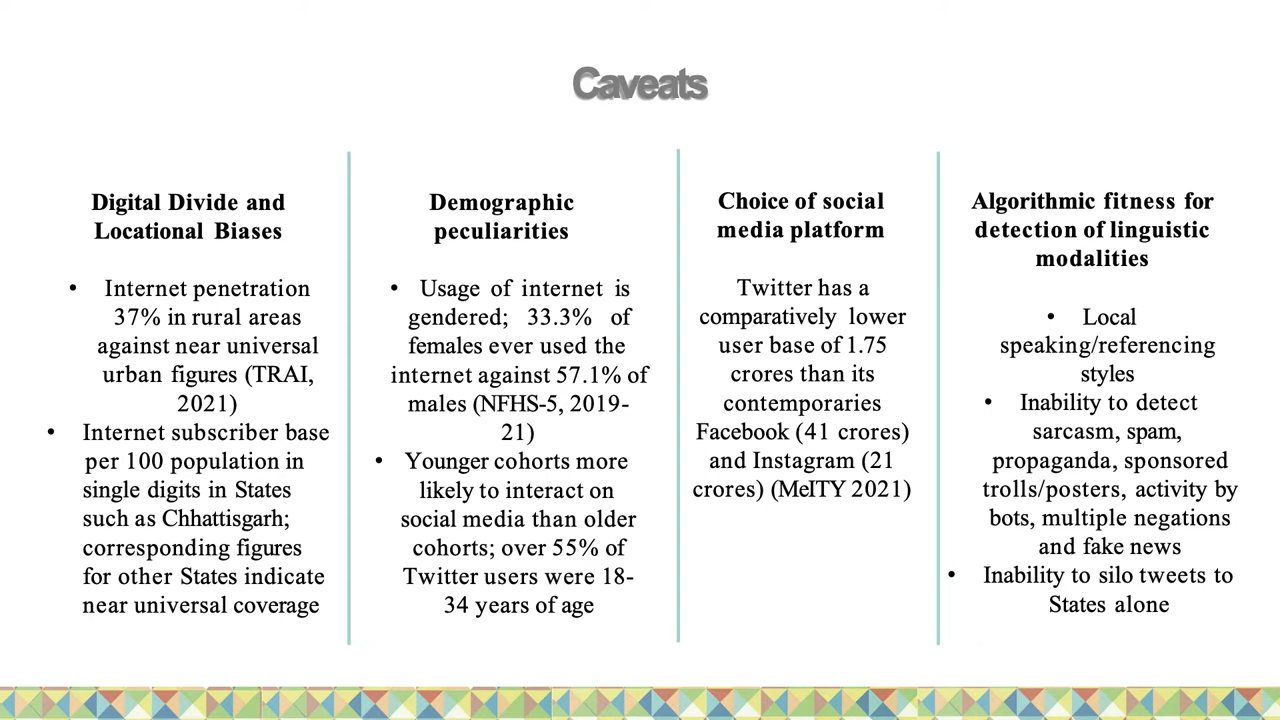 Caveats
Digital Divide and
Locational Biases
• Internet penetration
37% in rural areas
against near universal
urban figures (TRAI,
2021)
• Internet subscriber base
per 100 population in
single digits in States
such as Chhattisgarh;
corresponding figures
for other States indicate
near universal coverage
Demographic
peculiarities
• Usage of internet is
gendered; 33.3% of
females ever used the
internet against 57.1% of
males (NFHS-5, 2019-
21)
• Younger cohorts more
likely to interact on
social media than older
cohorts; over 55% of
Twitter users were 18-
34 years of age
Choice of social
media platform
Twitter has a
comparatively lower
user base of 1.75
crores than its
contemporaries
Facebook (41 crores)
and Instagram (21
crores) (MeITY 2021)
Algorithmic fitness for
detection of linguistic
modalities
• Local
speaking/referencing
styles
• Inability to detect
sarcasm, spam,
propaganda, sponsored
trolls/posters, activity by
bots, multiple negations
and fake news
• Inability to silo tweets to
States alone